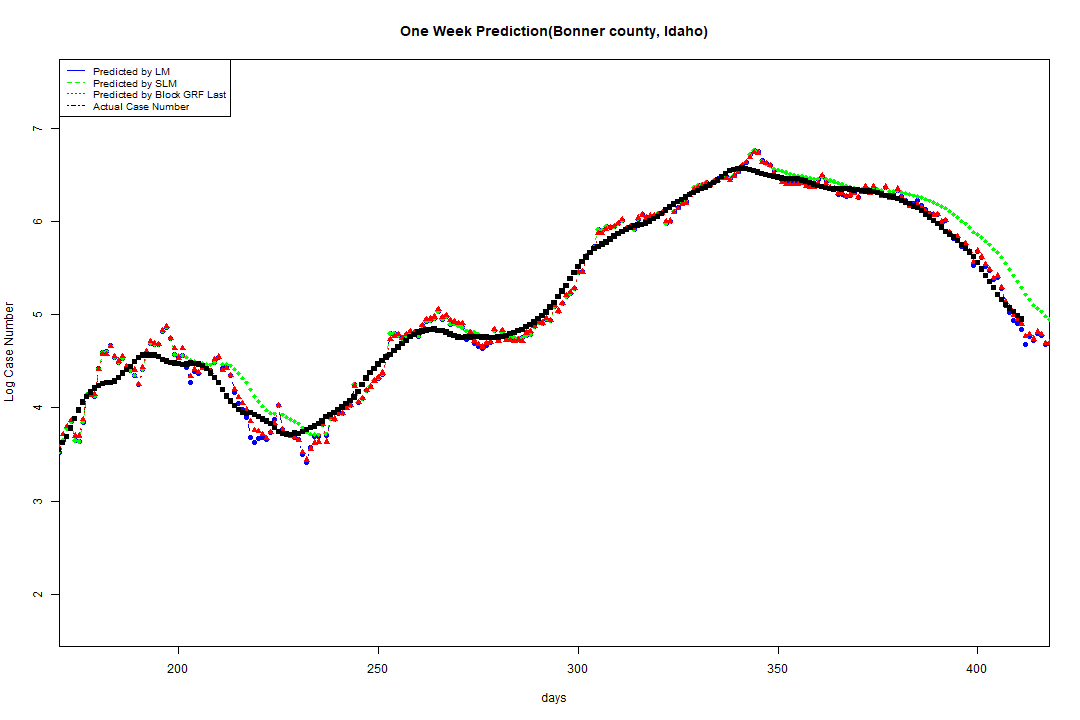 One Week Prediction(Bonner county, Idaho)
Predicted by LM
Predicted by SLM
Predicted by Block GRF Last
Actual Case Number
Log Case Number
7
6
5
4
3
2
200 250 300 350 400
days